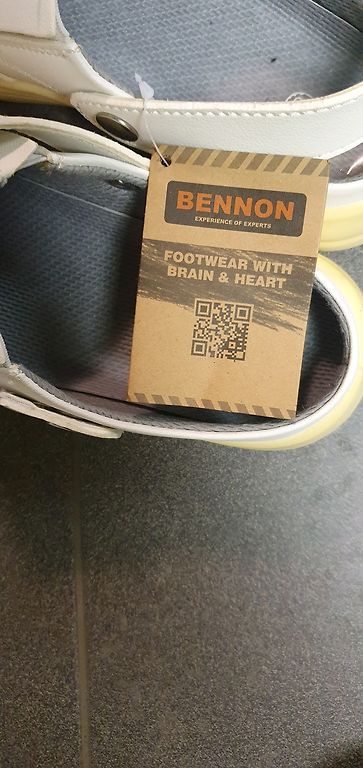 BENNON
EXPERIENCE OF EXPERTS
FOOTWEAR WITH
BRAIN & HEART